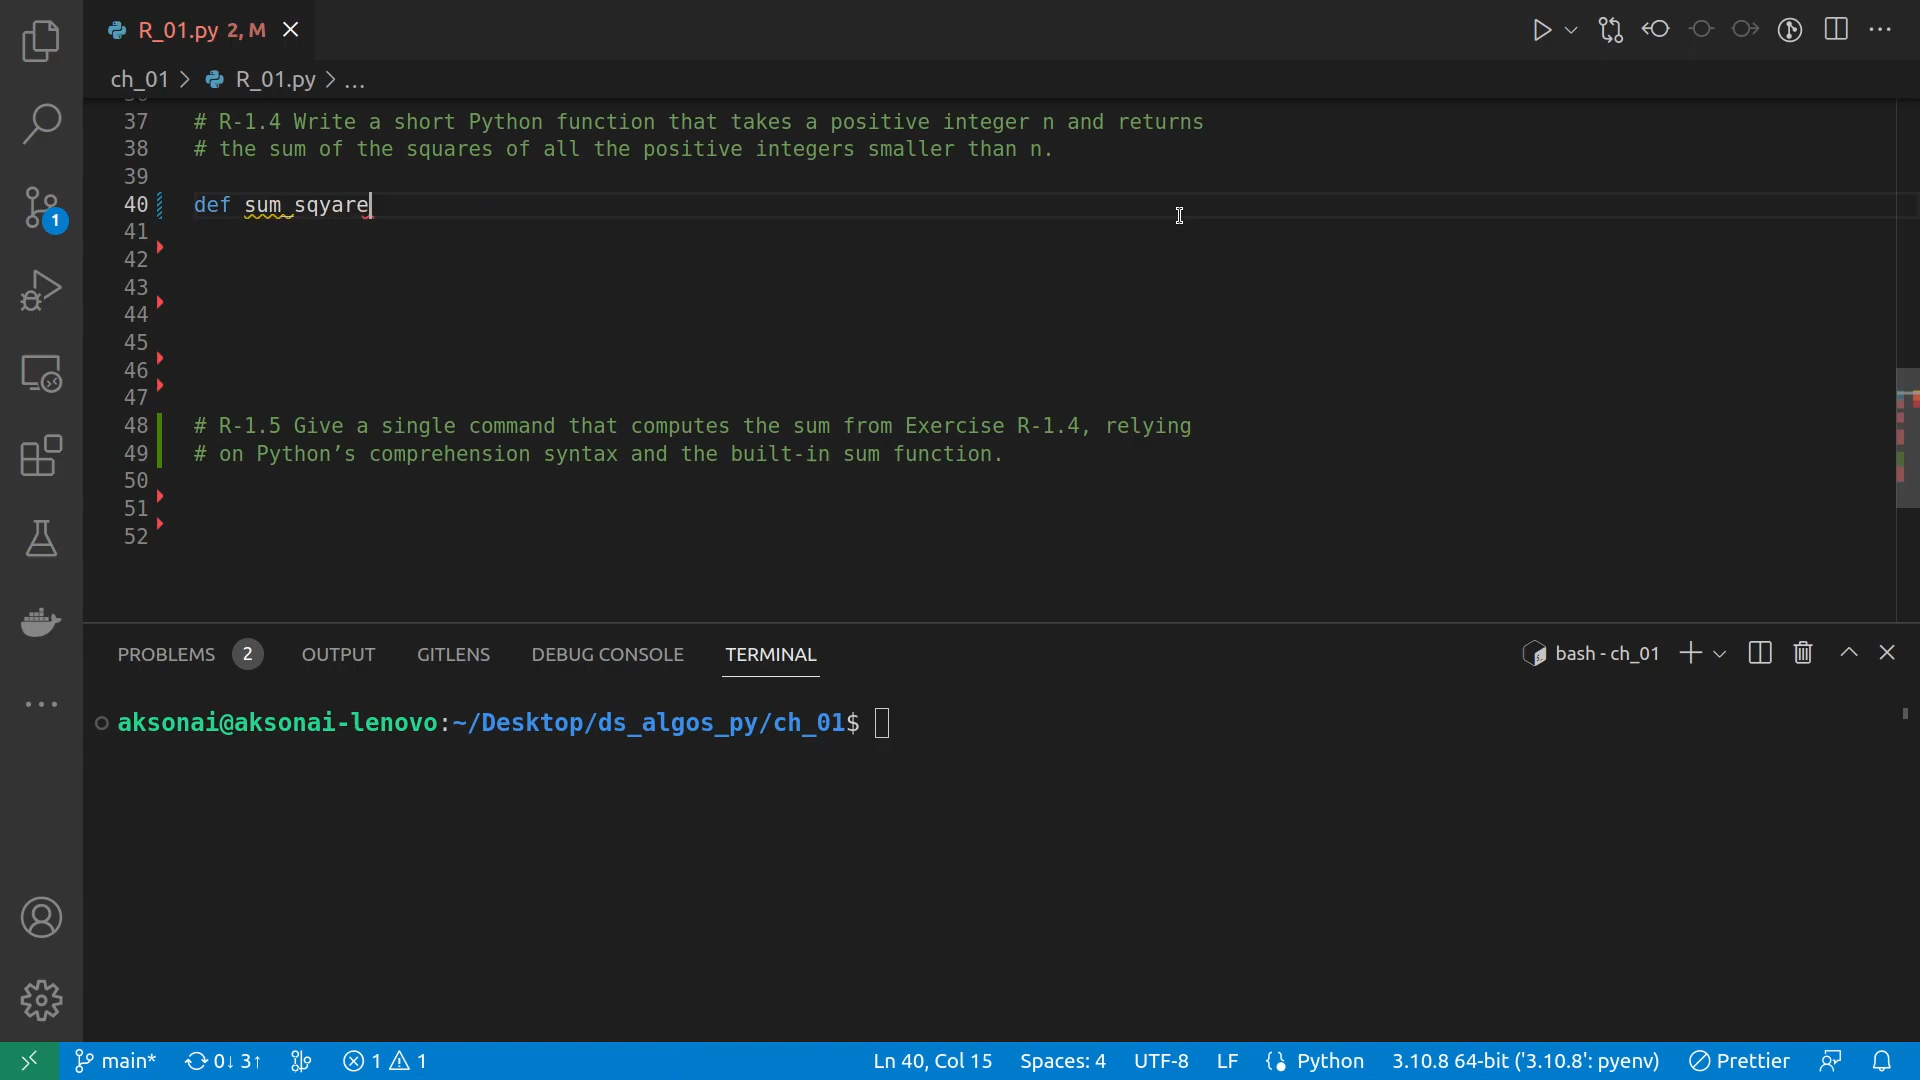 R_01.py 2, M
ch_01 > R_01.py > ...
37 # R-1.4 Write a short Python function that takes a positive integer n and returns
38 # the sum of the squares of all the positive integers smaller than n.
39
40 def sum_sqyare
41
42
43
44
45
46
47
48 # R-1.5 Give a single command that computes the sum from Exercise R-1.4, relying
49 # on Python’s comprehension syntax and the built-in sum function.
50
51
52
1
PROBLEMS 2 OUTPUT GITLENS DEBUG CONSOLE TERMINAL bash - ch_01
aksonai@aksonai-lenovo:~/Desktop/ds_algos_py/ch_01$
main* 0↓ 3↑ 1 1 Ln 40, Col 15 Spaces: 4 UTF-8 LF Python 3.10.8 64-bit ('3.10.8': pyenv) Prettier